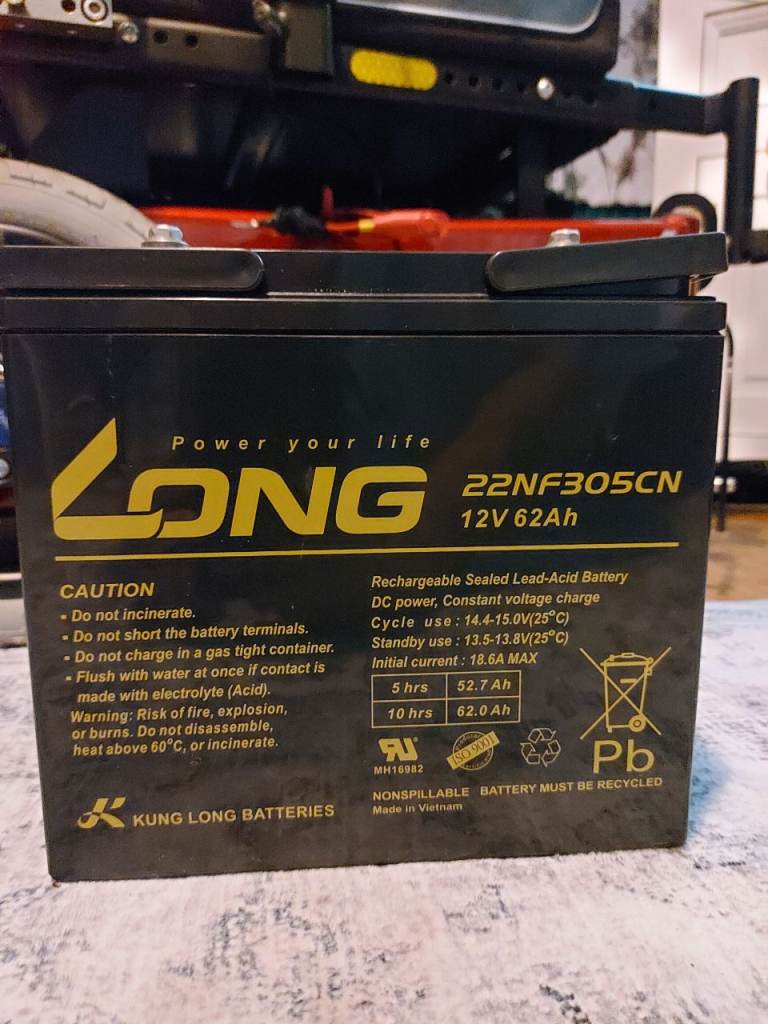 Power your life
LONG
22NF305CN
12V 62Ah
CAUTION
▪ Do not incinerate.
▪ Do not short the battery terminals.
▪ Do not charge in a gas tight container.
▪ Flush with water at once if contact is
made with electrolyte (Acid).
Warning: Risk of fire, explosion,
or burns. Do not disassemble,
heat above 60°C, or incinerate.
KUNG LONG BATTERIES
Rechargeable Sealed Lead-Acid Battery
DC power, Constant voltage charge
Cycle use : 14.4-15.0V(25°C)
Standby use : 13.5-13.8V(25°C)
Initial current : 18.6A MAX
5 hrs 52.7 Ah
10 hrs 62.0 Ah
MH16982
ISO 9001
Pb
NONSPILLABLE BATTERY MUST BE RECYCLED
Made in Vietnam